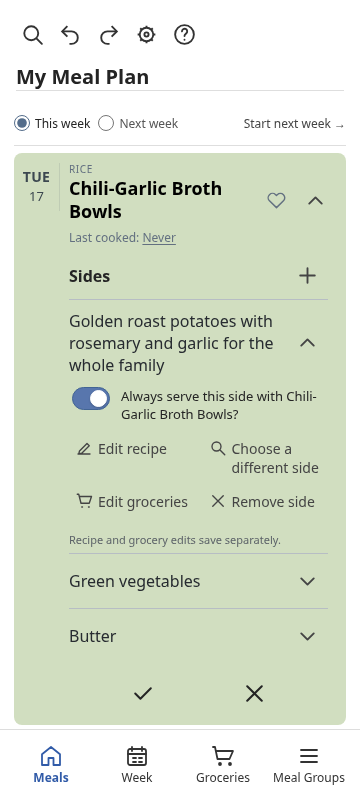 My Meal Plan
This week
Next week
Start next week →
TUE
17
RICE
Chili-Garlic Broth
Bowls
Last cooked: Never
Sides
Golden roast potatoes with
rosemary and garlic for the
whole family
Always serve this side with Chili-
Garlic Broth Bowls?
Edit recipe
Choose a
different side
Edit groceries
Remove side
Recipe and grocery edits save separately.
Green vegetables
Butter
Meals
Week
Groceries
Meal Groups